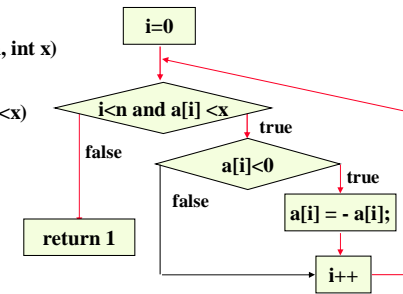 i=0
, int x)
i<n and a[i] <x
<x)
true
false
a[i]<0
true
false
a[i] = - a[i];
return 1
i++